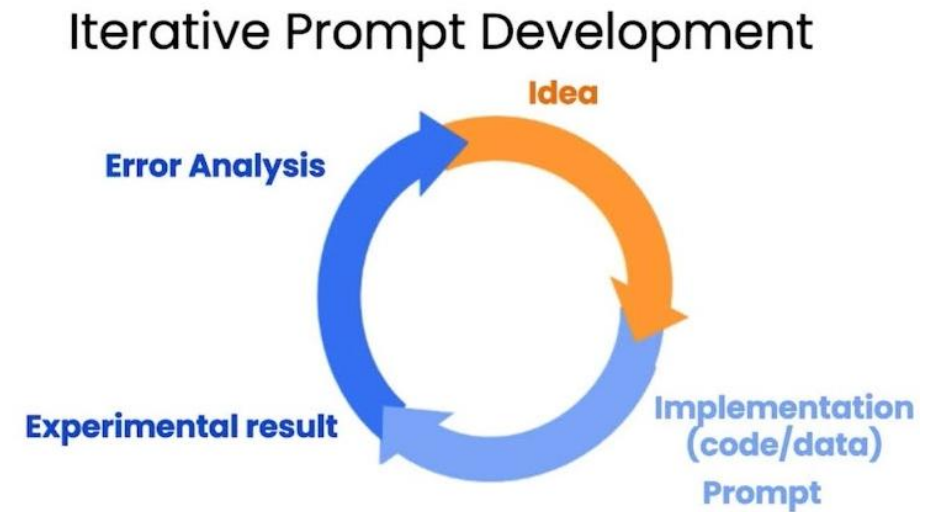 Iterative Prompt Development
Idea
Error Analysis
Experimental result
Implementation
(code/data)
Prompt